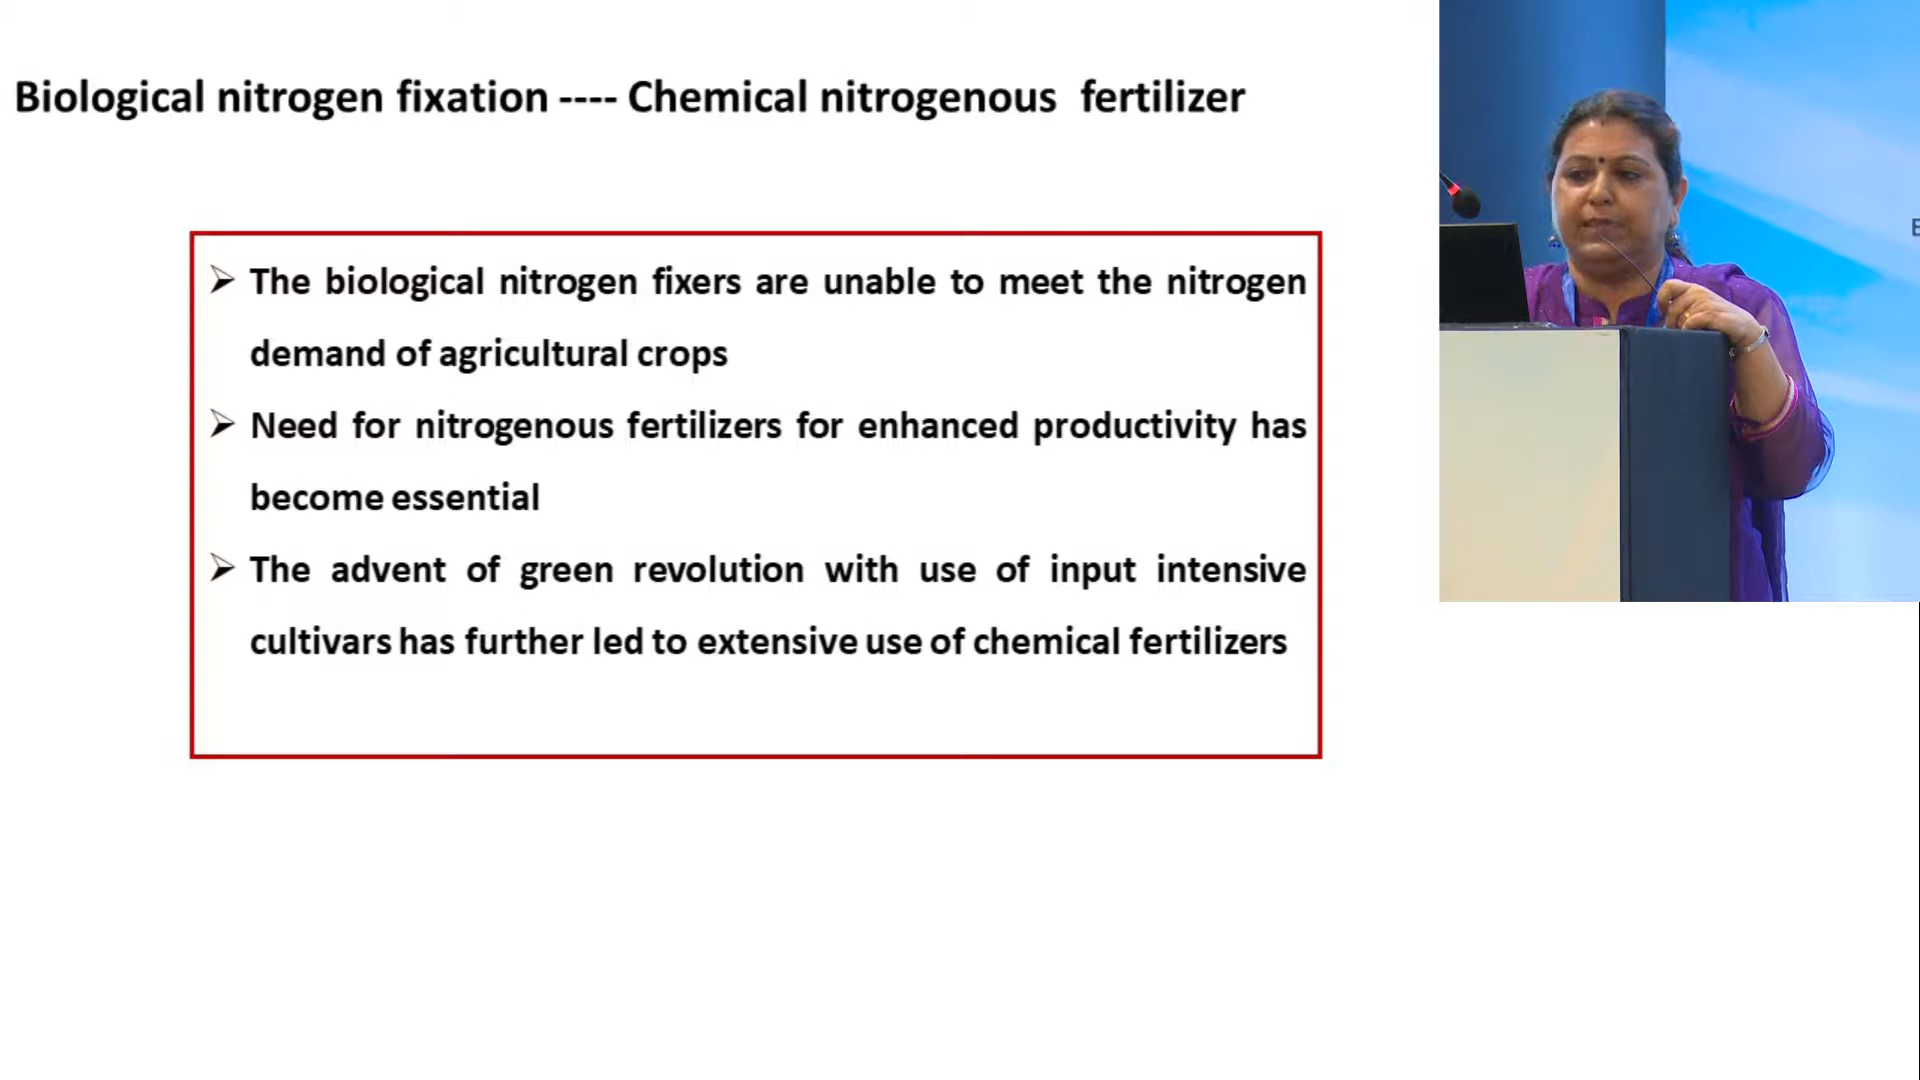 Biological nitrogen fixation ---- Chemical nitrogenous fertilizer
➢ The biological nitrogen fixers are unable to meet the nitrogen
demand of agricultural crops
➢ Need for nitrogenous fertilizers for enhanced productivity has
become essential
➢ The advent of green revolution with use of input intensive
cultivars has further led to extensive use of chemical fertilizers